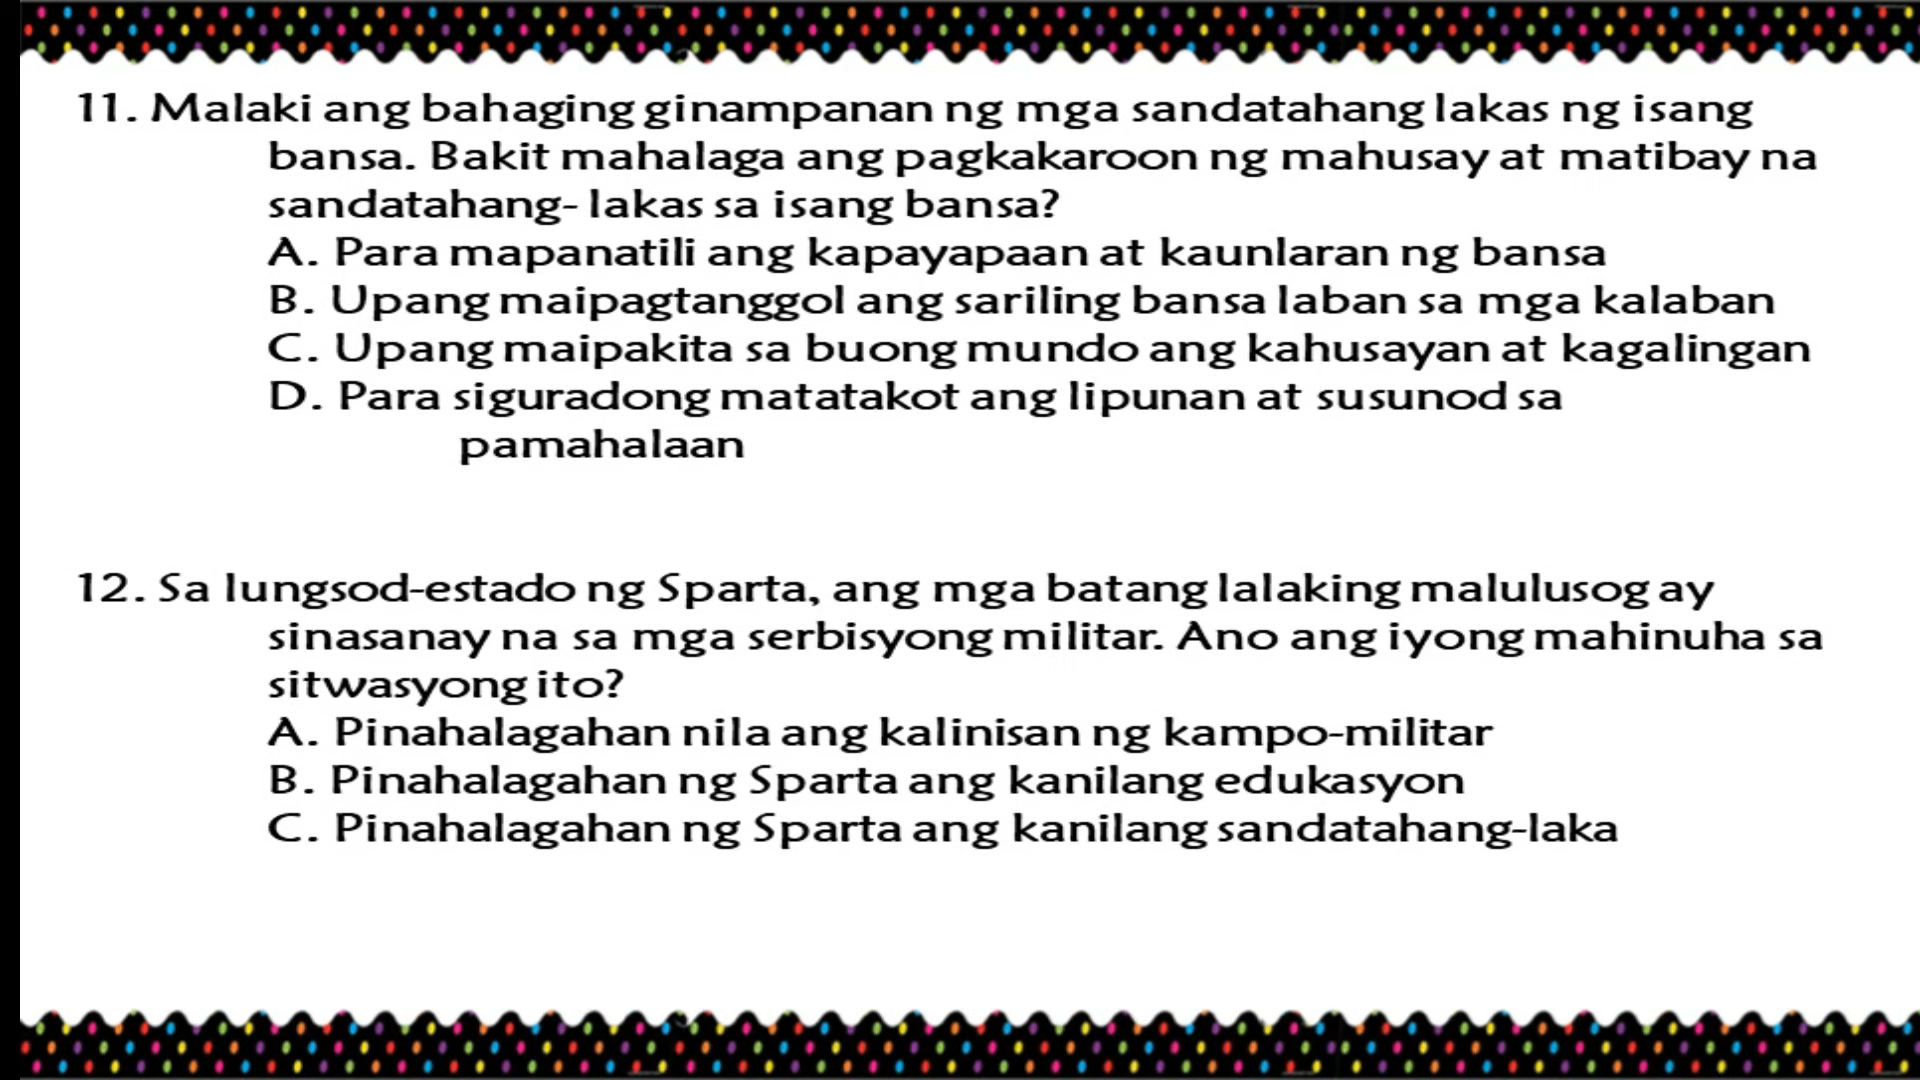 11. Malaki ang bahaging ginampanan ng mga sandatahang lakas ng isang
bansa. Bakit mahalaga ang pagkakaroon ng mahusay at matibay na
sandatahang- lakas sa isang bansa?
A. Para mapanatili ang kapayapaan at kaunlaran ng bansa
B. Upang maipagtanggol ang sariling bansa laban sa mga kalaban
C. Upang maipakita sa buong mundo ang kahusayan at kagalingan
D. Para siguradong matatakot ang lipunan at susunod sa
pamahalaan
12. Sa lungsod-estado ng Sparta, ang mga batang lalaking malulusog ay
sinasanay na sa mga serbisyong militar. Ano ang iyong mahinuha sa
sitwasyong ito?
A. Pinahalagahan nila ang kalinisan ng kampo-militar
B. Pinahalagahan ng Sparta ang kanilang edukasyon
C. Pinahalagahan ng Sparta ang kanilang sandatahang-laka